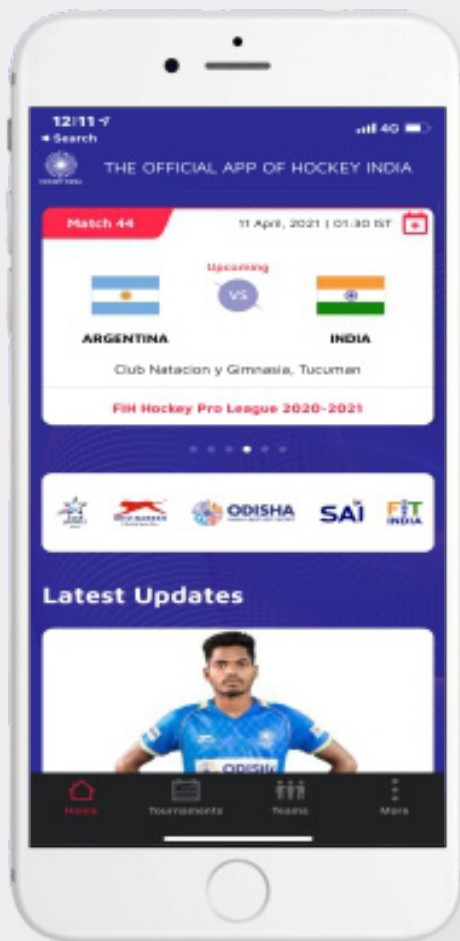 12:11
◂ Search
4G
THE OFFICIAL APP OF HOCKEY INDIA
Match 44
11 April, 2021 | 01:30 IST
Upcoming
VS
ARGENTINA
INDIA
Club Natacion y Gimnasia, Tucuman
FIH Hockey Pro League 2020-2021
ODISHA
SAI
FIT
INDIA
Latest Updates
ODISHA
Home
Tournaments
Teams
More